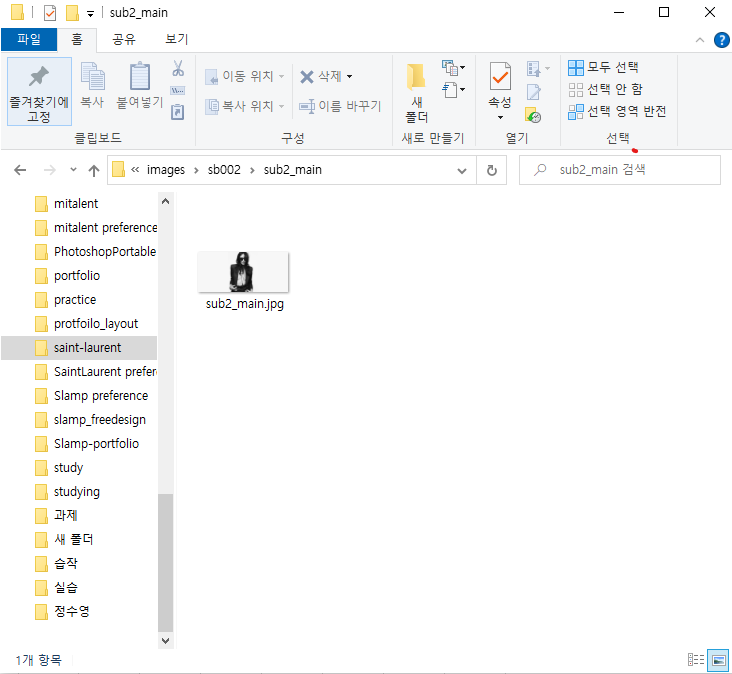 sub2_main
파일 홈 공유 보기
즐겨찾기에
고정
복사
붙여넣기
클립보드
이동 위치
복사 위치
삭제
이름 바꾸기
구성
새
폴더
새로 만들기
속성
열기
모두 선택
선택 안 함
선택 영역 반전
선택
« images › sb002 › sub2_main
sub2_main 검색
mitalent
mitalent preference
PhotoshopPortable
portfolio
practice
protfoilo_layout
saint-laurent
SaintLaurent prefer
Slamp preference
slamp_freedesign
Slamp-portfolio
study
studying
과제
새 폴더
습작
실습
정수영
sub2_main.jpg
1개 항목